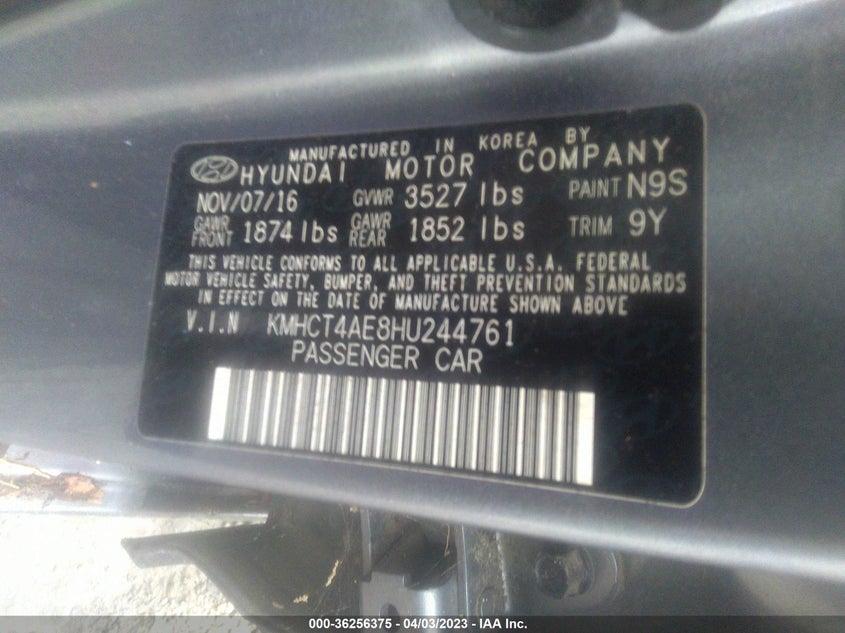 MANUFACTURED IN KOREA BY
HYUNDAI MOTOR COMPANY
NOV/07/16 GVWR 3527 lbs PAINT N9S
GAWR FRONT 1874 lbs GAWR REAR 1852 lbs TRIM 9Y
THIS VEHICLE CONFORMS TO ALL APPLICABLE U.S.A. FEDERAL
MOTOR VEHICLE SAFETY, BUMPER, AND THEFT PREVENTION STANDARDS
IN EFFECT ON THE DATE OF MANUFACTURE SHOWN ABOVE
V.I.N KMHCT4AE8HU244761
PASSENGER CAR
000-36256375 - 04/03/2023 - IAA Inc.